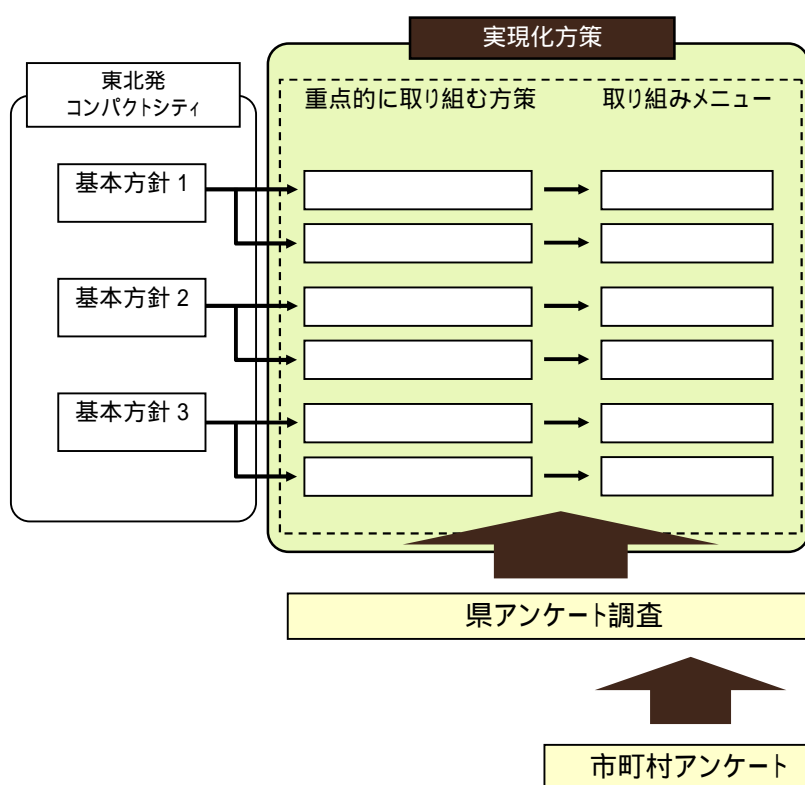 実現化方策
東北発
コンパクトシティ
重点的に取り組む方策
取り組みメニュー
基本方針1
基本方針2
基本方針3
県アンケート調査
市町村アンケート